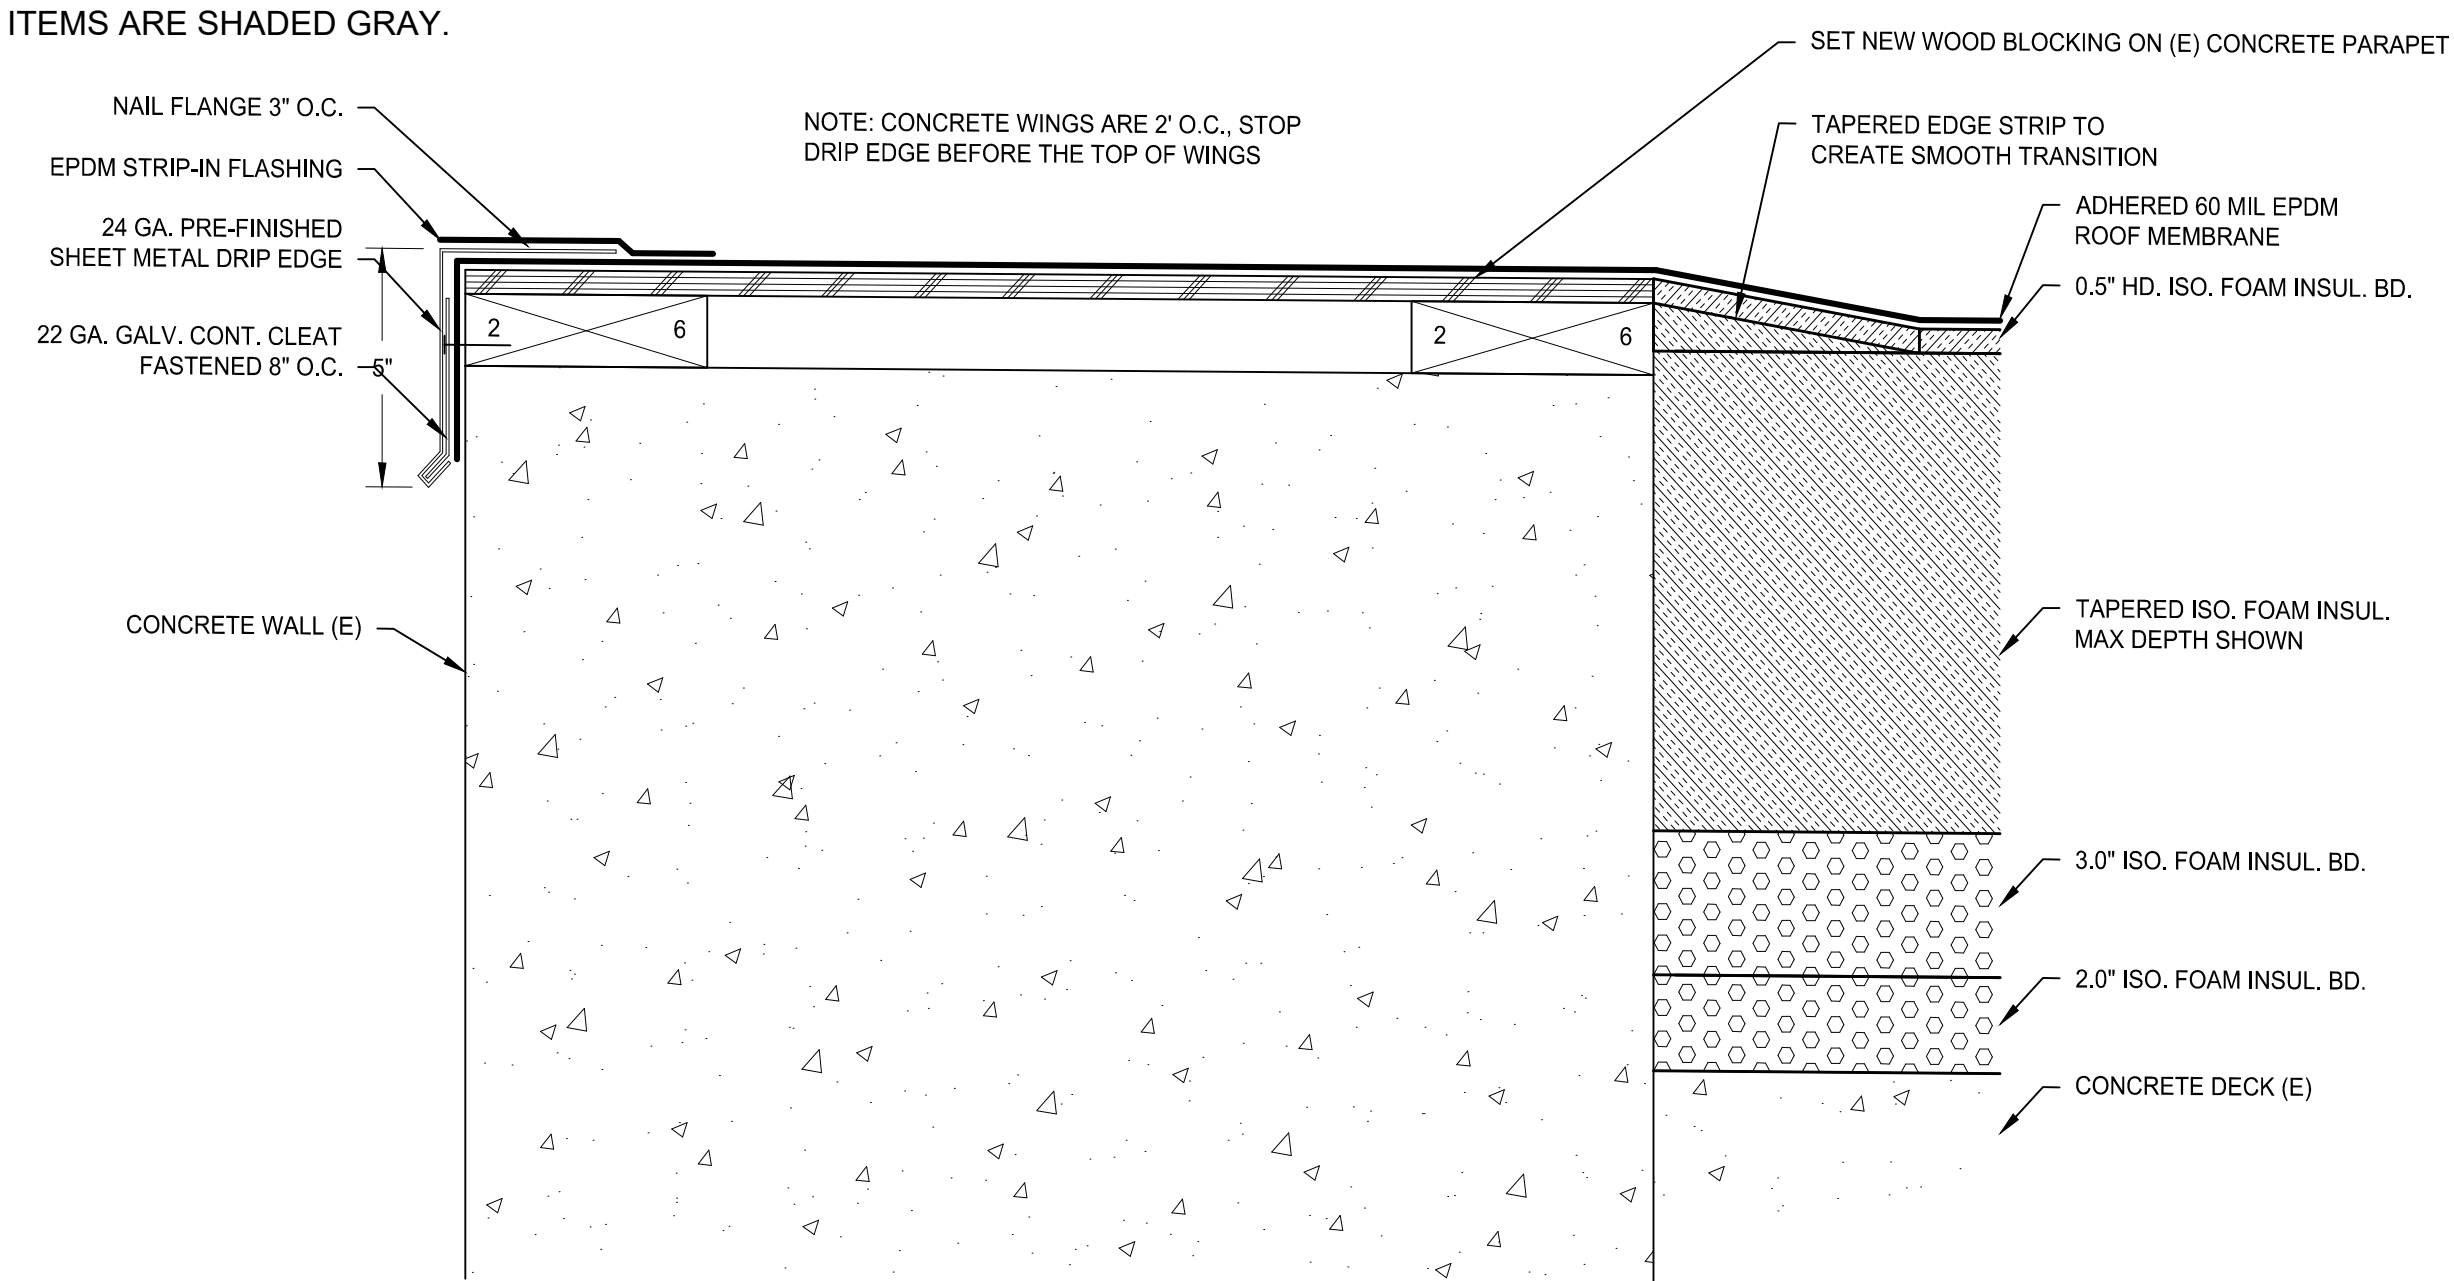 ITEMS ARE SHADED GRAY.
SET NEW WOOD BLOCKING ON (E) CONCRETE PARAPET
NAIL FLANGE 3" O.C.
NOTE: CONCRETE WINGS ARE 2' O.C., STOP
DRIP EDGE BEFORE THE TOP OF WINGS
TAPERED EDGE STRIP TO
CREATE SMOOTH TRANSITION
EPDM STRIP-IN FLASHING
24 GA. PRE-FINISHED
SHEET METAL DRIP EDGE
ADHERED 60 MIL EPDM
ROOF MEMBRANE
0.5" HD. ISO. FOAM INSUL. BD.
22 GA. GALV. CONT. CLEAT
FASTENED 8" O.C.
5"
2 6
2 6
CONCRETE WALL (E)
TAPERED ISO. FOAM INSUL.
MAX DEPTH SHOWN
3.0" ISO. FOAM INSUL. BD.
2.0" ISO. FOAM INSUL. BD.
CONCRETE DECK (E)